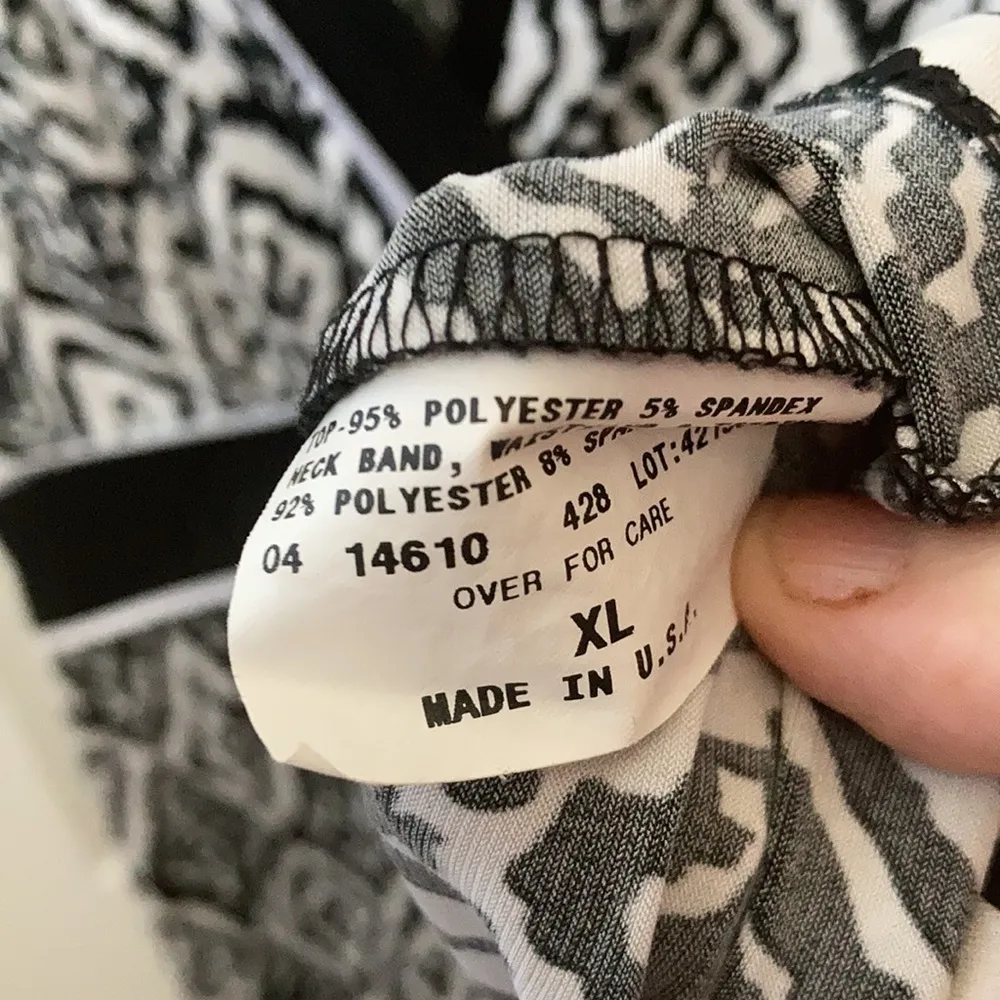 TOP-95% POLYESTER 5% SPANDEX
NECK BAND,
92% POLYESTER 8%
04 14610 428 LOT:
OVER FOR CARE
XL
MADE IN U.S.A.